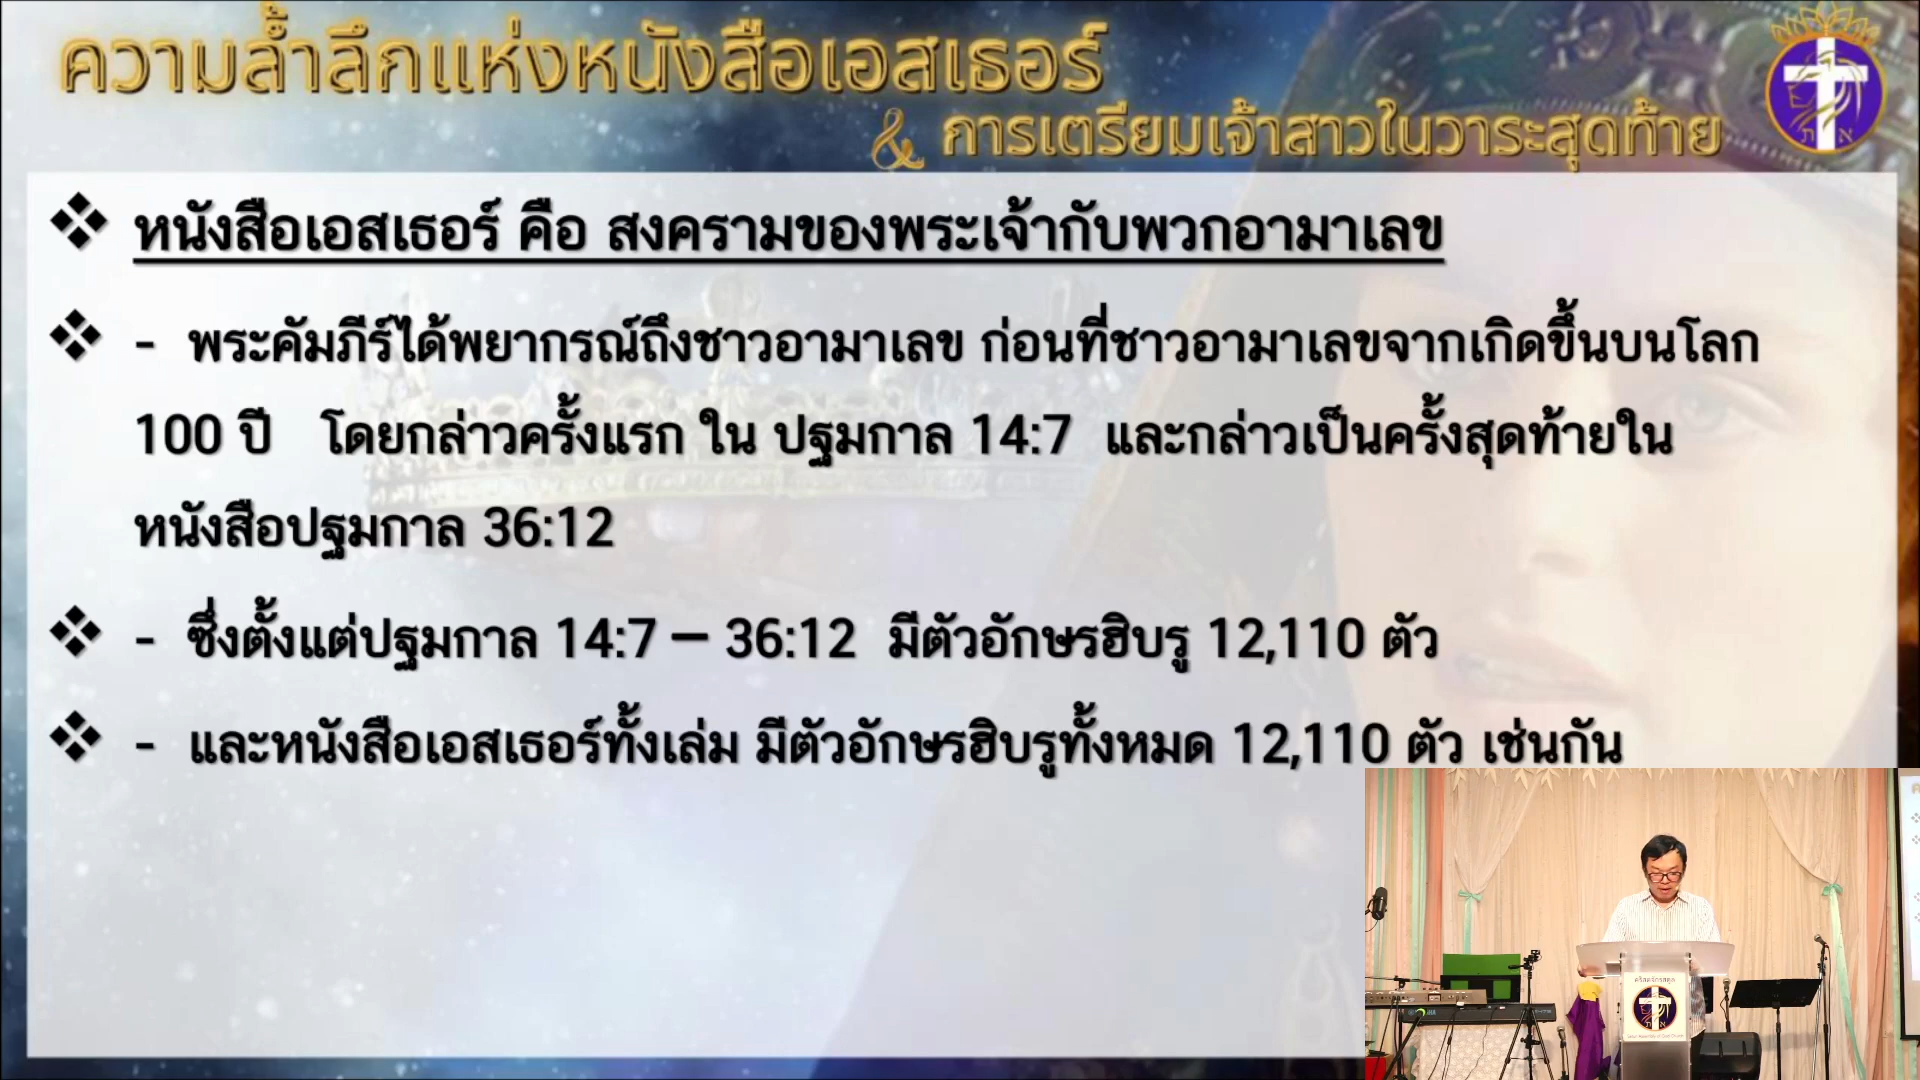 ความล้ำลึกแห่งหนังสือเอสเธอร์
& การเตรียมเจ้าสาวในวาระสุดท้าย
❖ หนังสือเอสเธอร์ คือ สงครามของพระเจ้ากับพวกอามาเลข
❖ - พระคัมภีร์ได้พยากรณ์ถึงชาวอามาเลข ก่อนที่ชาวอามาเลขจากเกิดขึ้นบนโลก
100 ปี โดยกล่าวครั้งแรก ใน ปฐมกาล 14:7 และกล่าวเป็นครั้งสุดท้ายใน
หนังสือปฐมกาล 36:12
❖ - ซึ่งตั้งแต่ปฐมกาล 14:7 – 36:12 มีตัวอักษรฮิบรู 12,110 ตัว
❖ - และหนังสือเอสเธอร์ทั้งเล่ม มีตัวอักษรฮิบรูทั้งหมด 12,110 ตัว เช่นกัน
ת א